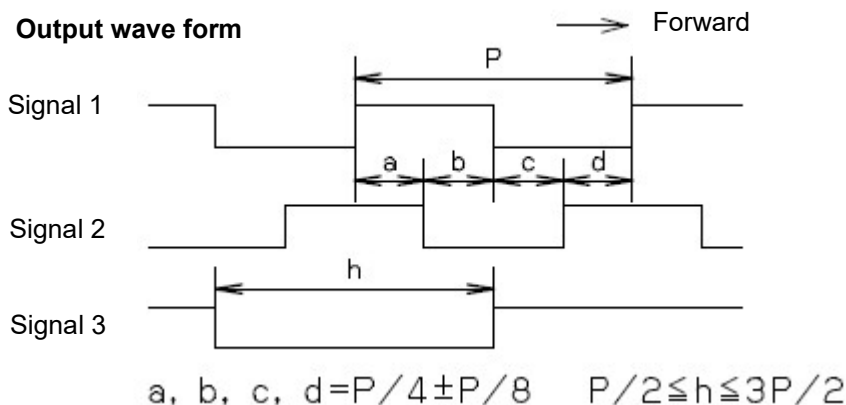 Output wave form
Forward
P
Signal 1
a b c d
Signal 2
h
Signal 3
a, b, c, d=P/4±P/8 P/2≦h≦3P/2